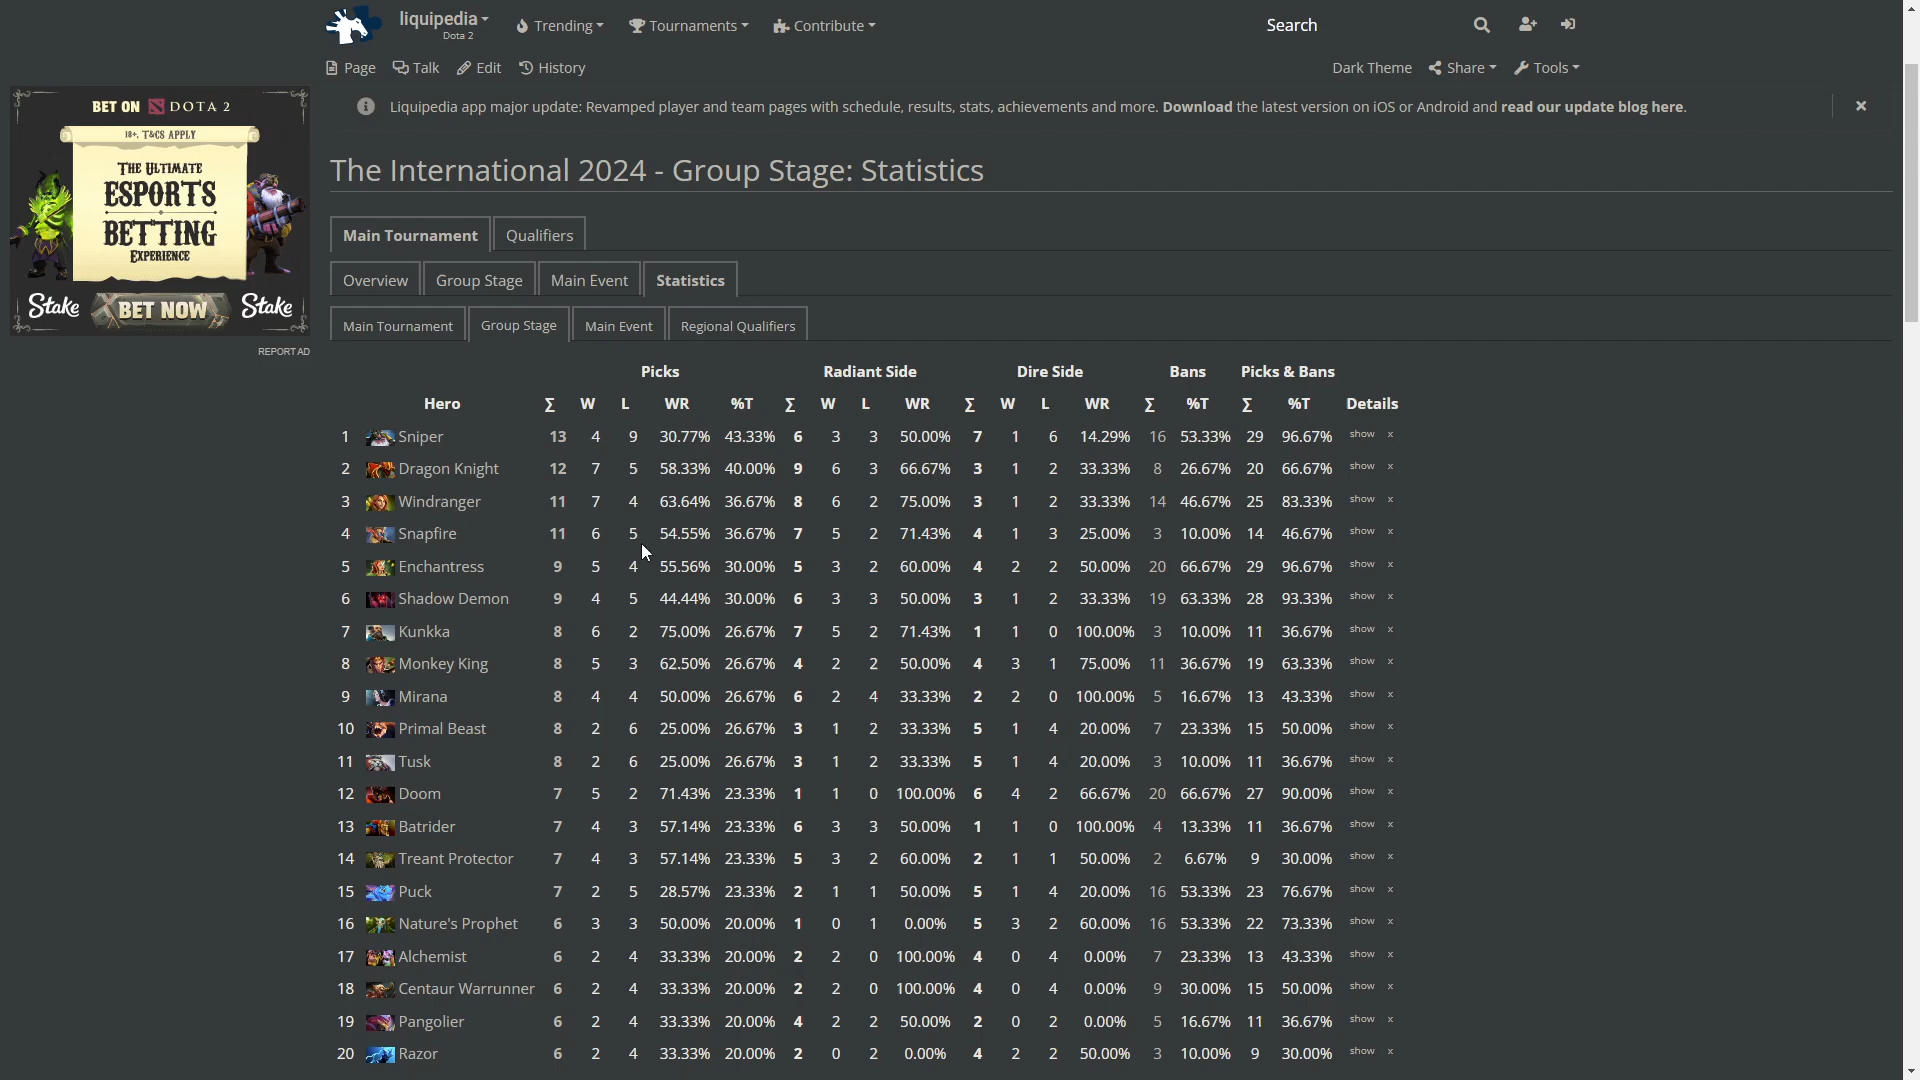 liquipedia
Dota 2
Trending
Tournaments
Contribute
Search
Page
Talk
Edit
History
Dark Theme
Share
Tools
BET ON DOTA 2
18+, T&CS APPLY
THE ULTIMATE
ESPORTS
BETTING
EXPERIENCE
Stake BET NOW Stake
REPORT AD
Liquipedia app major update: Revamped player and team pages with schedule, results, stats, achievements and more. Download the latest version on iOS or Android and read our update blog here.
The International 2024 - Group Stage: Statistics
Main Tournament Qualifiers
Overview Group Stage Main Event Statistics
Main Tournament Group Stage Main Event Regional Qualifiers
Picks Radiant Side Dire Side Bans Picks & Bans
Hero ∑ W L WR %T ∑ W L WR ∑ W L WR ∑ %T ∑ %T Details
1 Sniper 13 4 9 30.77% 43.33% 6 3 3 50.00% 7 1 6 14.29% 16 53.33% 29 96.67% show x
2 Dragon Knight 12 7 5 58.33% 40.00% 9 6 3 66.67% 3 1 2 33.33% 8 26.67% 20 66.67% show x
3 Windranger 11 7 4 63.64% 36.67% 8 6 2 75.00% 3 1 2 33.33% 14 46.67% 25 83.33% show x
4 Snapfire 11 6 5 54.55% 36.67% 7 5 2 71.43% 4 1 3 25.00% 3 10.00% 14 46.67% show x
5 Enchantress 9 5 4 55.56% 30.00% 5 3 2 60.00% 4 2 2 50.00% 20 66.67% 29 96.67% show x
6 Shadow Demon 9 4 5 44.44% 30.00% 6 3 3 50.00% 3 1 2 33.33% 19 63.33% 28 93.33% show x
7 Kunkka 8 6 2 75.00% 26.67% 7 5 2 71.43% 1 1 0 100.00% 3 10.00% 11 36.67% show x
8 Monkey King 8 5 3 62.50% 26.67% 4 2 2 50.00% 4 3 1 75.00% 11 36.67% 19 63.33% show x
9 Mirana 8 4 4 50.00% 26.67% 6 2 4 33.33% 2 2 0 100.00% 5 16.67% 13 43.33% show x
10 Primal Beast 8 2 6 25.00% 26.67% 3 1 2 33.33% 5 1 4 20.00% 7 23.33% 15 50.00% show x
11 Tusk 8 2 6 25.00% 26.67% 3 1 2 33.33% 5 1 4 20.00% 3 10.00% 11 36.67% show x
12 Doom 7 5 2 71.43% 23.33% 1 1 0 100.00% 6 4 2 66.67% 20 66.67% 27 90.00% show x
13 Batrider 7 4 3 57.14% 23.33% 6 3 3 50.00% 1 1 0 100.00% 4 13.33% 11 36.67% show x
14 Treant Protector 7 4 3 57.14% 23.33% 5 3 2 60.00% 2 1 1 50.00% 2 6.67% 9 30.00% show x
15 Puck 7 2 5 28.57% 23.33% 2 1 1 50.00% 5 1 4 20.00% 16 53.33% 23 76.67% show x
16 Nature's Prophet 6 3 3 50.00% 20.00% 1 0 1 0.00% 5 3 2 60.00% 16 53.33% 22 73.33% show x
17 Alchemist 6 2 4 33.33% 20.00% 2 2 0 100.00% 4 0 4 0.00% 7 23.33% 13 43.33% show x
18 Centaur Warrunner 6 2 4 33.33% 20.00% 2 2 0 100.00% 4 0 4 0.00% 9 30.00% 15 50.00% show x
19 Pangolier 6 2 4 33.33% 20.00% 4 2 2 50.00% 2 0 2 0.00% 5 16.67% 11 36.67% show x
20 Razor 6 2 4 33.33% 20.00% 2 0 2 0.00% 4 2 2 50.00% 3 10.00% 9 30.00% show x